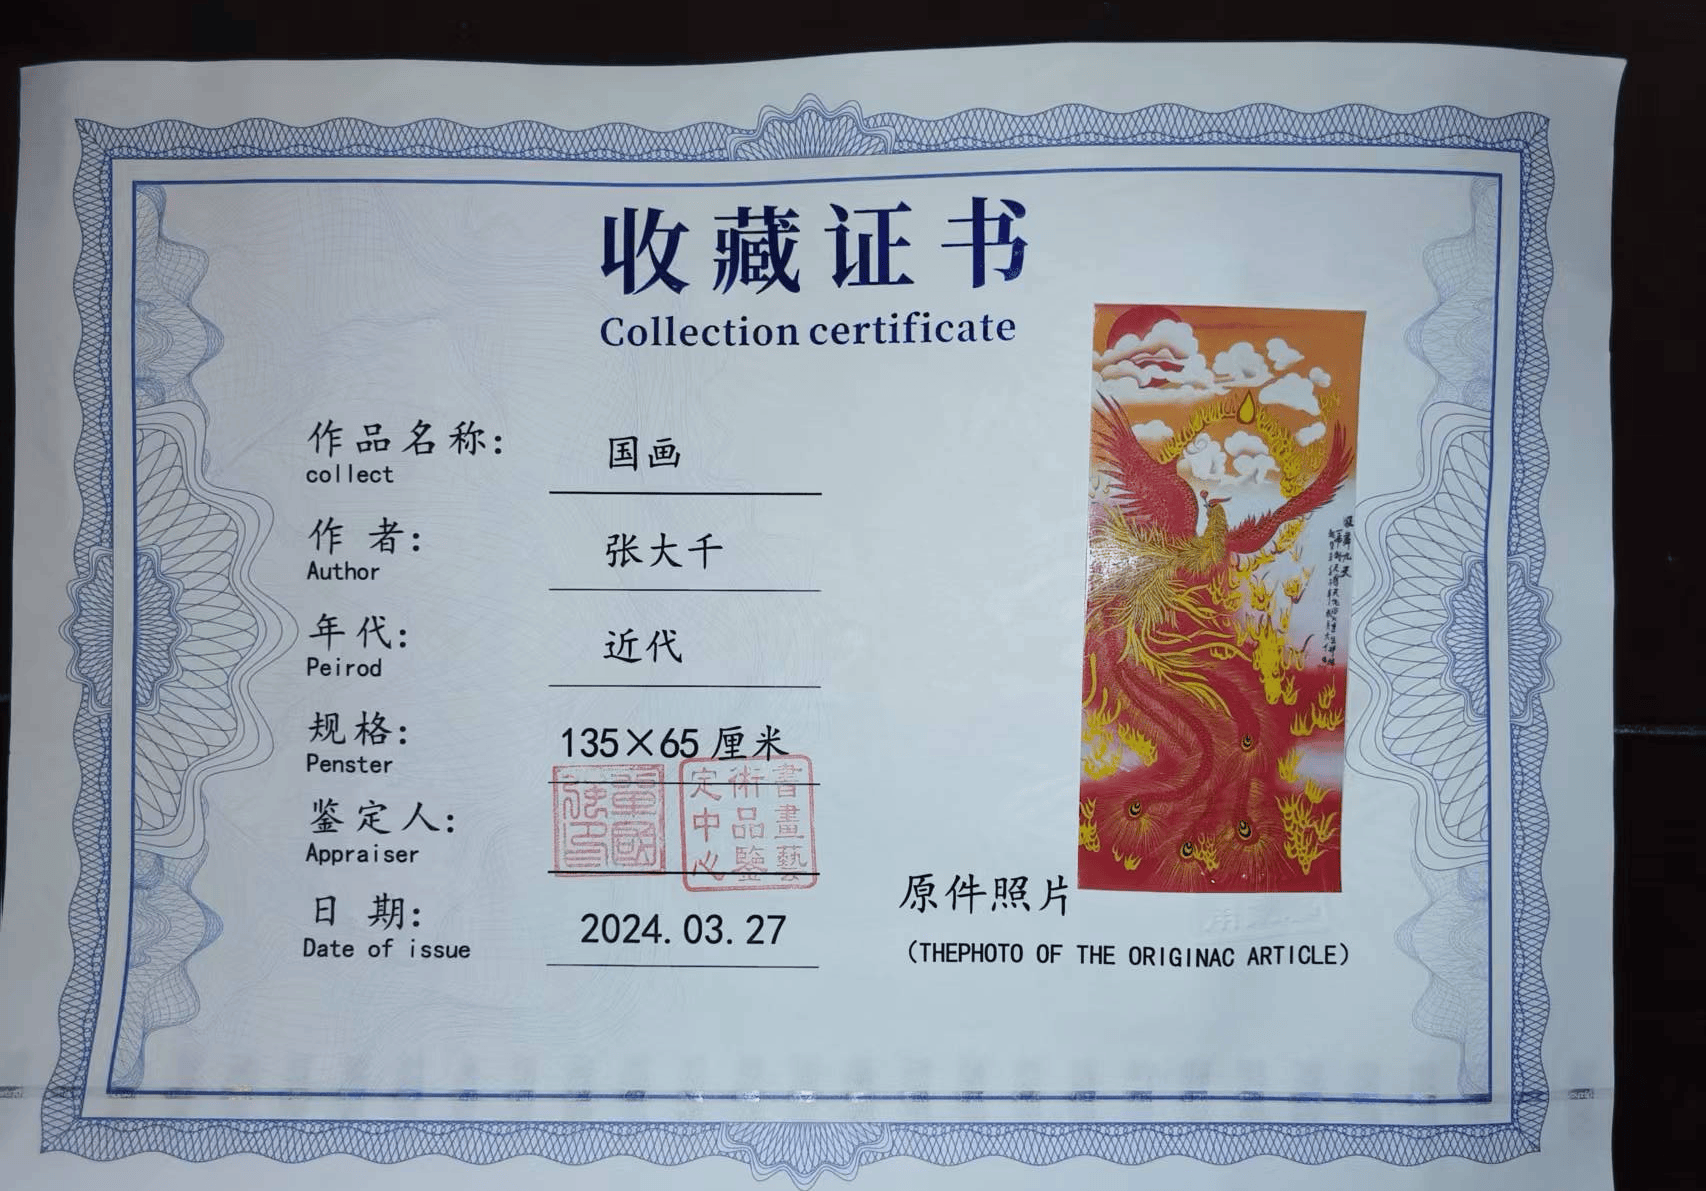 收藏证书
Collection certificate
作品名称: 国画
collect
作 者: 张大千
Author
年代: 近代
Peirod
规格: 135×65 厘米
Penster
鉴定人:
Appraiser
書畫藝
術品鑒
定中心
日 期: 2024.03.27
Date of issue
原件照片
(THEPHOTO OF THE ORIGINAC ARTICLE)